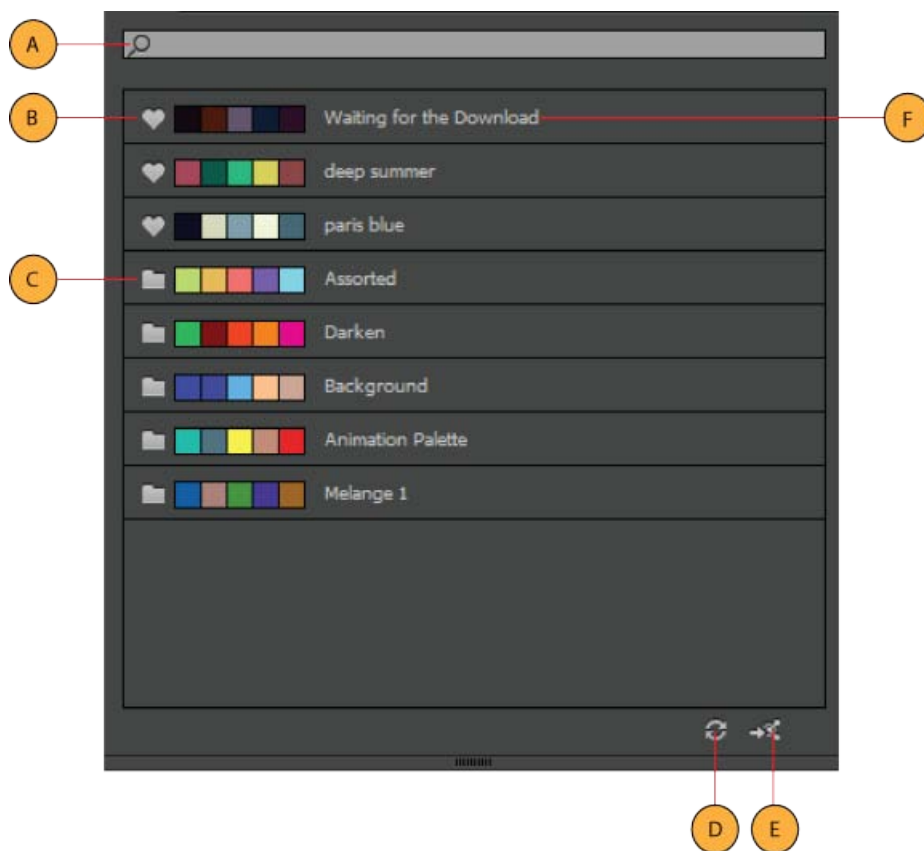 A
B
Waiting for the Download
F
deep summer
paris blue
C
Assorted
Darken
Background
Animation Palette
Melange 1
D
E